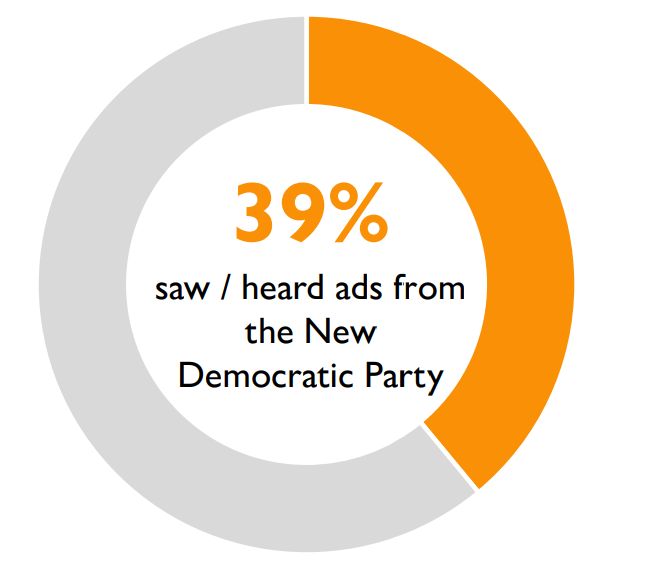 39%
saw / heard ads from
the New
Democratic Party